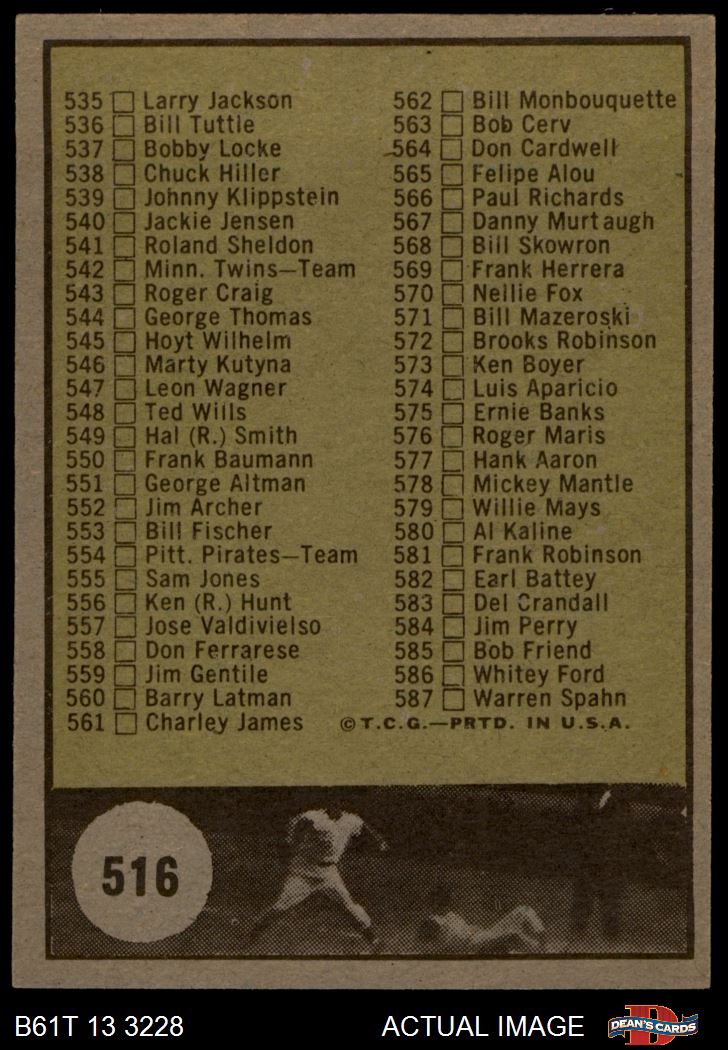 535 Larry Jackson
536 Bill Tuttle
537 Bobby Locke
538 Chuck Hiller
539 Johnny Klippstein
540 Jackie Jensen
541 Roland Sheldon
542 Minn. Twins—Team
543 Roger Craig
544 George Thomas
545 Hoyt Wilhelm
546 Marty Kutyna
547 Leon Wagner
548 Ted Wills
549 Hal (R.) Smith
550 Frank Baumann
551 George Altman
552 Jim Archer
553 Bill Fischer
554 Pitt. Pirates—Team
555 Sam Jones
556 Ken (R.) Hunt
557 Jose Valdivielso
558 Don Ferrarese
559 Jim Gentile
560 Barry Latman
561 Charley James
562 Bill Monbouquette
563 Bob Cerv
564 Don Cardwell
565 Felipe Alou
566 Paul Richards
567 Danny Murtaugh
568 Bill Skowron
569 Frank Herrera
570 Nellie Fox
571 Bill Mazeroski
572 Brooks Robinson
573 Ken Boyer
574 Luis Aparicio
575 Ernie Banks
576 Roger Maris
577 Hank Aaron
578 Mickey Mantle
579 Willie Mays
580 Al Kaline
581 Frank Robinson
582 Earl Battey
583 Del Crandall
584 Jim Perry
585 Bob Friend
586 Whitey Ford
587 Warren Spahn
©T.C.G.—PRTD. IN U.S.A.
516
B61T 13 3228
ACTUAL IMAGE
D
DEAN'S CARDS